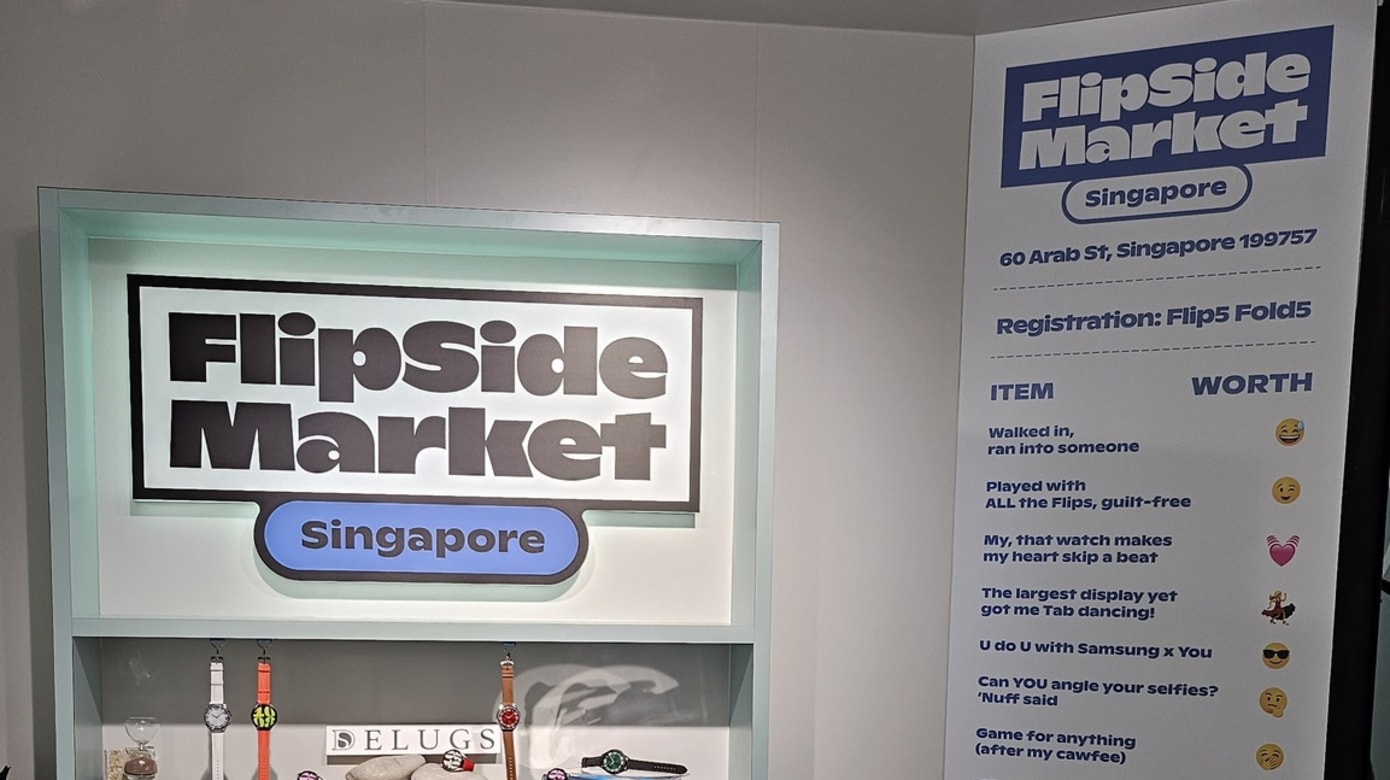 FlipSide
Market
Singapore
DELUGS
FlipSide
Market
Singapore
60 Arab St, Singapore 199757
Registration: Flip5 Fold5
ITEM WORTH
Walked in,
ran into someone
Played with
ALL the Flips, guilt-free
My, that watch makes
my heart skip a beat
The largest display yet
got me Tab dancing!
U do U with Samsung x You
Can YOU angle your selfies?
‘Nuff said
Game for anything
(after my cawfee)